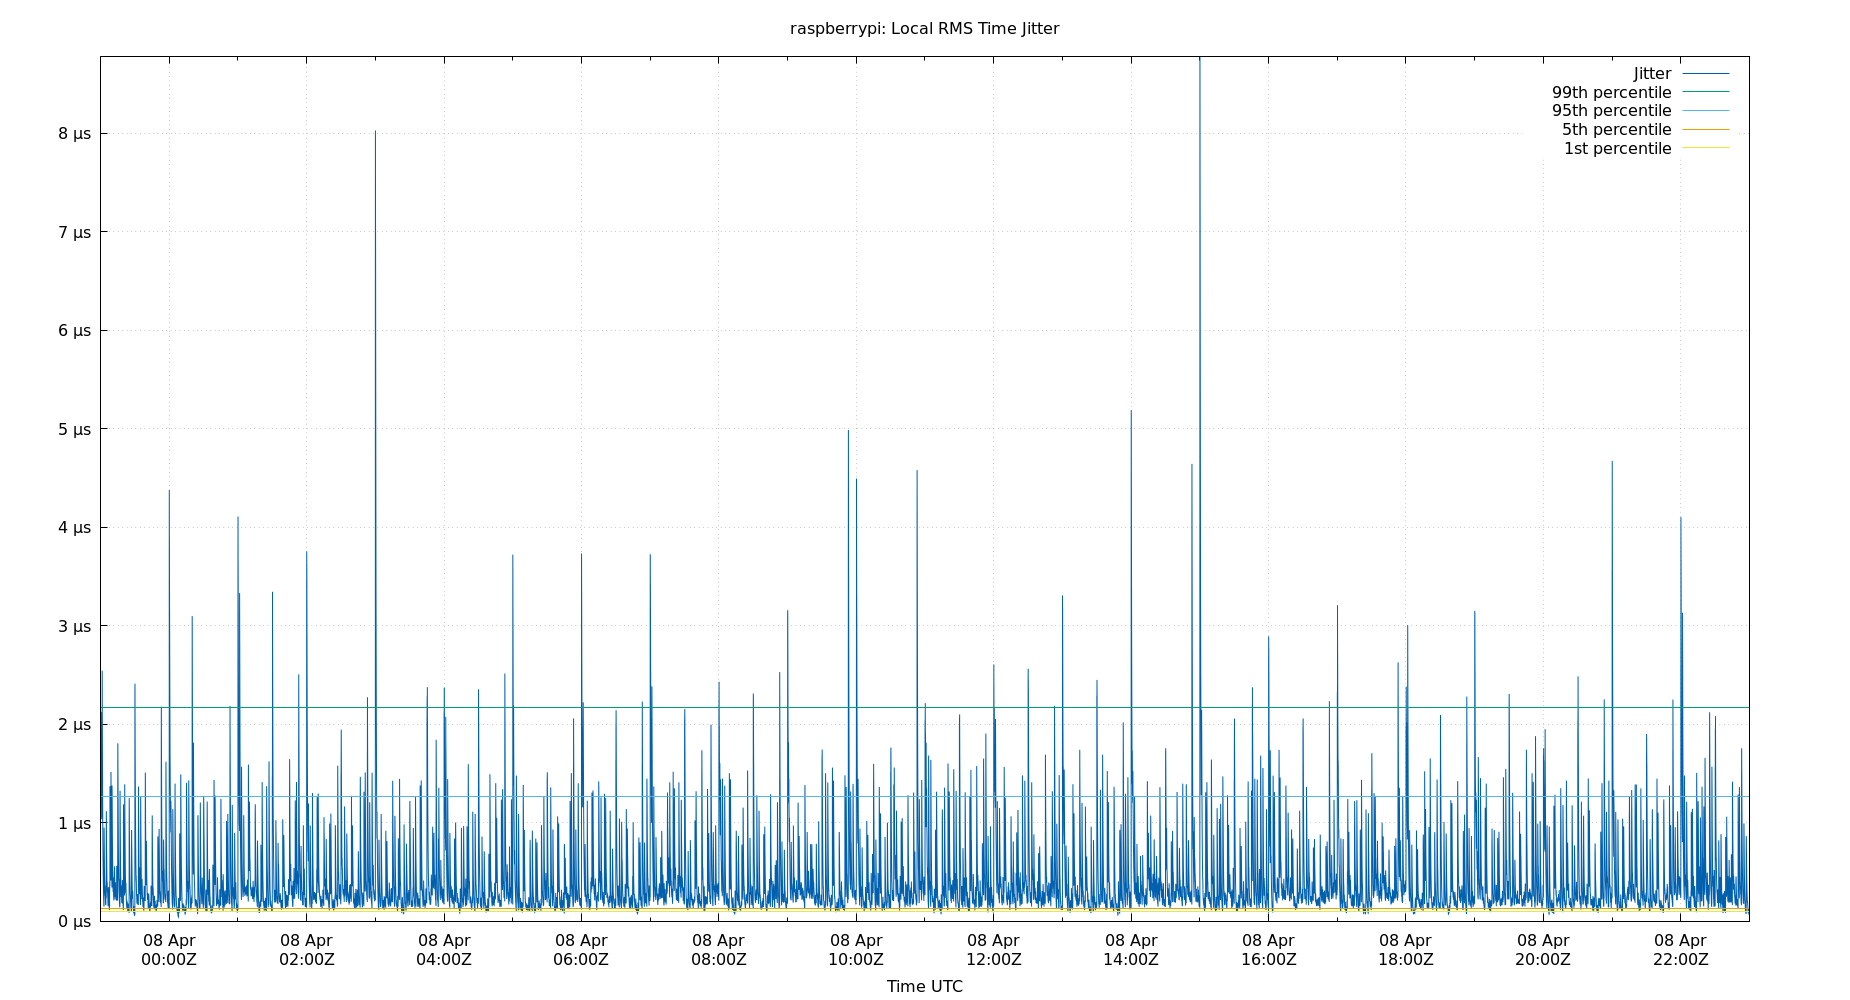 raspberrypi: Local RMS Time Jitter
Jitter
99th percentile
95th percentile
5th percentile
1st percentile
8 µs
7 µs
6 µs
5 µs
4 µs
3 µs
2 µs
1 µs
0 µs
08 Apr 08 Apr 08 Apr 08 Apr 08 Apr 08 Apr 08 Apr 08 Apr 08 Apr 08 Apr 08 Apr 08 Apr
00:00Z 02:00Z 04:00Z 06:00Z 08:00Z 10:00Z 12:00Z 14:00Z 16:00Z 18:00Z 20:00Z 22:00Z
Time UTC